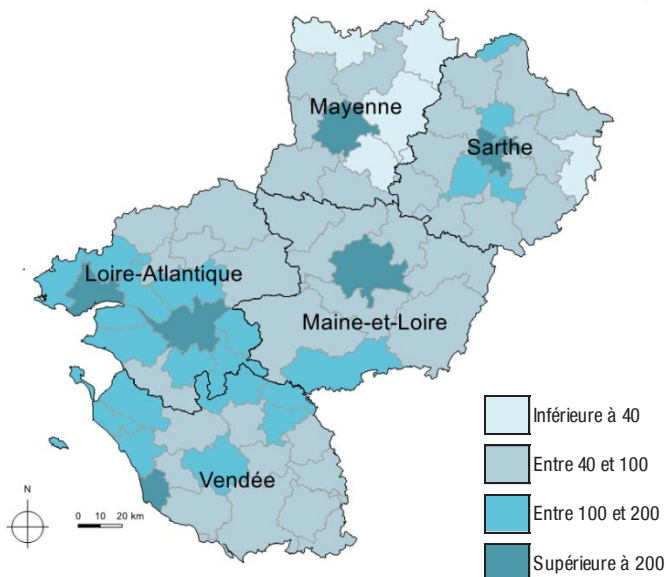 Mayenne
Sarthe
Loire-Atlantique
Maine-et-Loire
Vendée
N
0 10 20 km
Inférieure à 40
Entre 40 et 100
Entre 100 et 200
Supérieure à 200